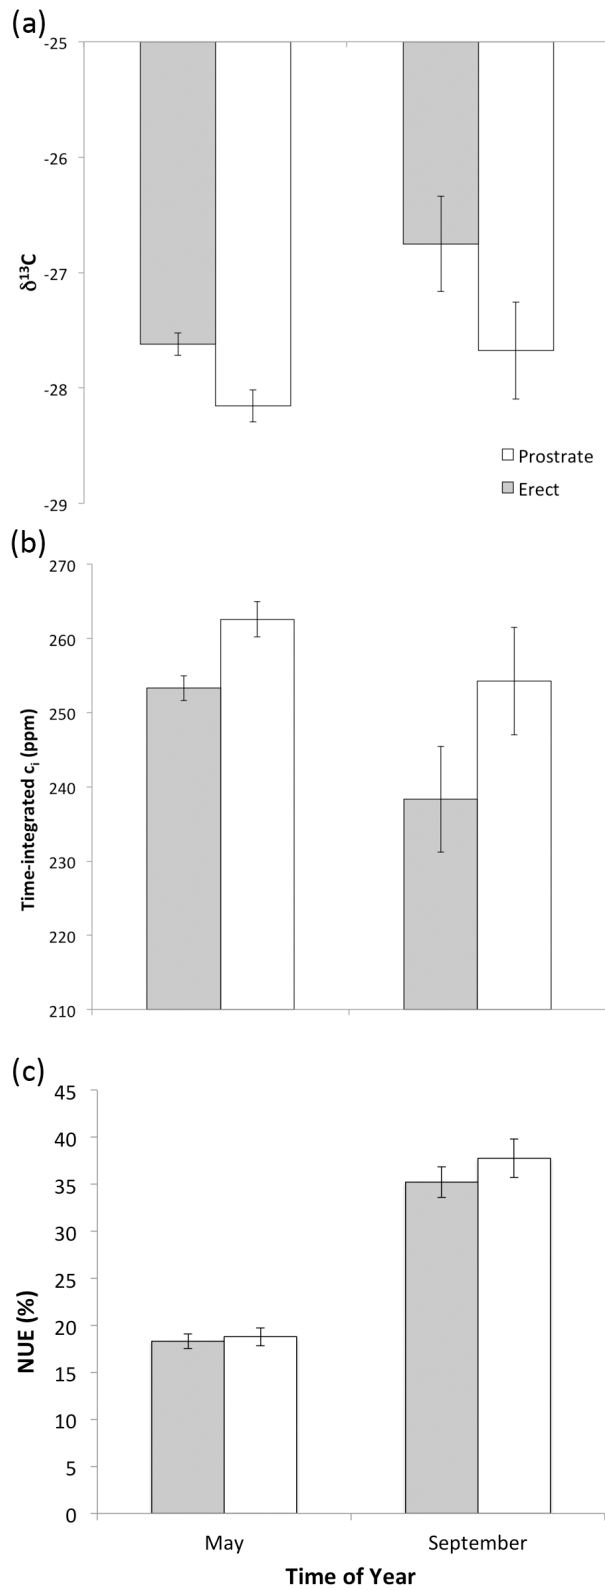 (a)
-25
-26
-27
-28
-29
δ¹³C
Prostrate
Erect
(b)
270
260
250
240
230
220
210
Time-integrated cᵢ (ppm)
(c)
45
40
35
30
25
20
15
10
5
0
NUE (%)
May September
Time of Year